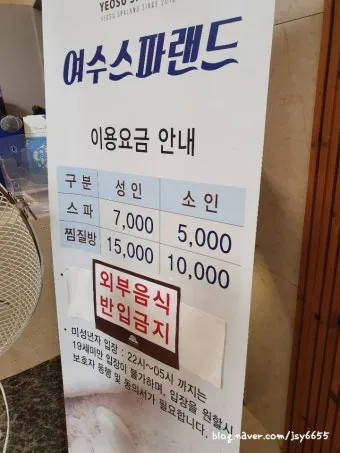 YEOSU SPALAND SINCE
여수스파랜드
이용요금 안내
구분 성인 소인
스파 7,000 5,000
찜질방 15,000 10,000
외부음식
반입금지
• 미성년자 입장 : 22시~05시 까지는
19세미만 입장이 불가하며, 입장을 원할시
보호자 동행 및 동의서가 필요합니다.
blog.naver.com/jsy6655